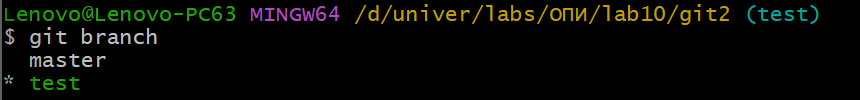 Lenovo@Lenovo-PC63 MINGW64 /d/univer/labs/ОПИ/lab10/git2 (test)
$ git branch
  master
* test